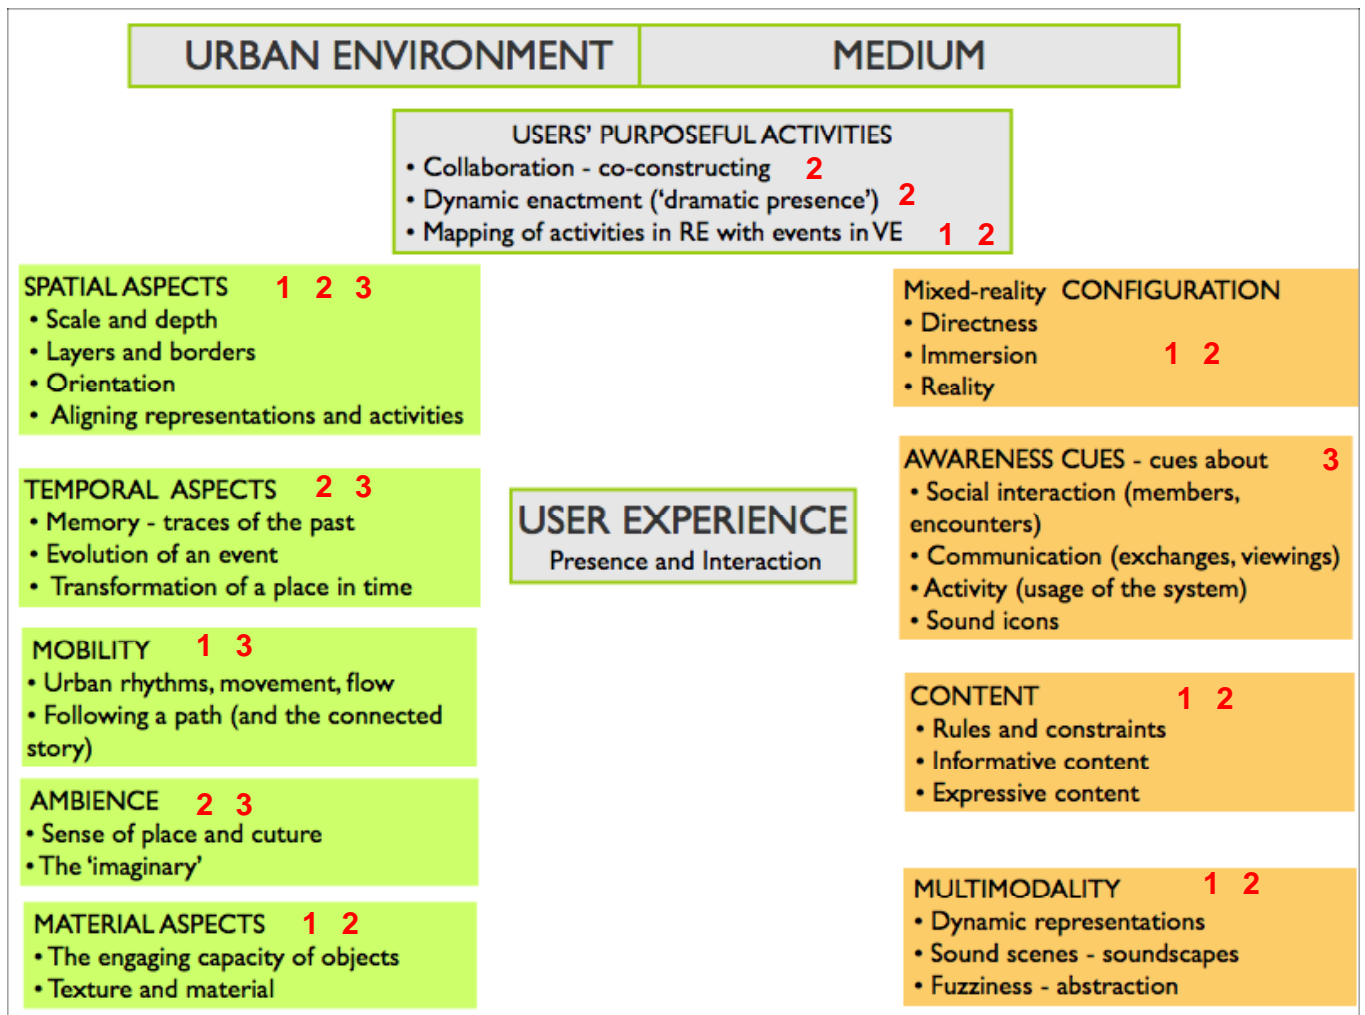 URBAN ENVIRONMENT MEDIUM
USERS' PURPOSEFUL ACTIVITIES
• Collaboration - co-constructing 2
• Dynamic enactment ('dramatic presence') 2
• Mapping of activities in RE with events in VE 1 2
SPATIAL ASPECTS 1 2 3
• Scale and depth
• Layers and borders
• Orientation
• Aligning representations and activities
TEMPORAL ASPECTS 2 3
• Memory - traces of the past
• Evolution of an event
• Transformation of a place in time
MOBILITY 1 3
• Urban rhythms, movement, flow
• Following a path (and the connected
story)
AMBIENCE 2 3
• Sense of place and cuture
• The 'imaginary'
MATERIAL ASPECTS 1 2
• The engaging capacity of objects
• Texture and material
USER EXPERIENCE
Presence and Interaction
Mixed-reality CONFIGURATION
• Directness
• Immersion 1 2
• Reality
AWARENESS CUES - cues about 3
• Social interaction (members,
encounters)
• Communication (exchanges, viewings)
• Activity (usage of the system)
• Sound icons
CONTENT 1 2
• Rules and constraints
• Informative content
• Expressive content
MULTIMODALITY 1 2
• Dynamic representations
• Sound scenes - soundscapes
• Fuzziness - abstraction